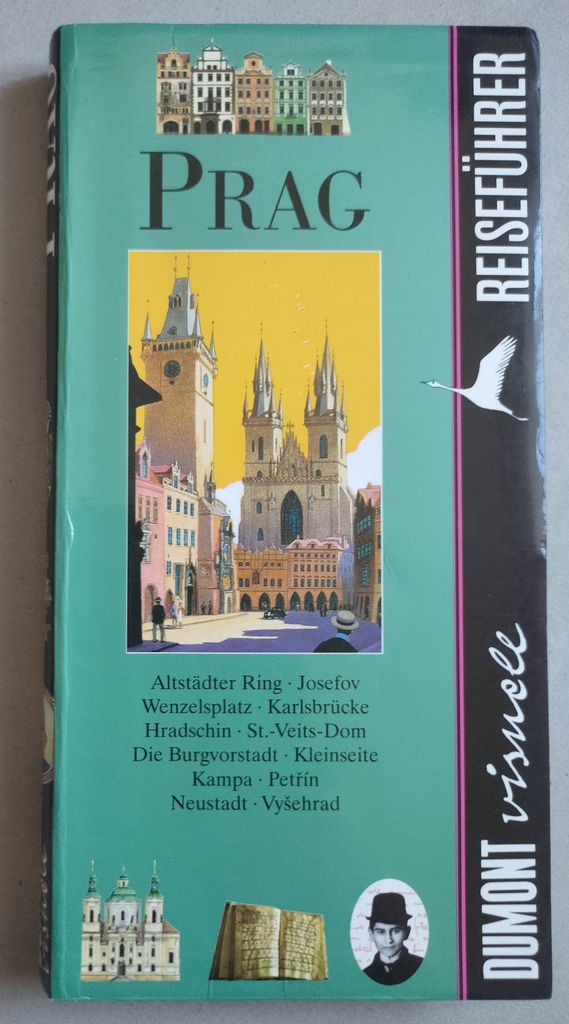 PRAG
Altstädter Ring · Josefov
Wenzelsplatz · Karlsbrücke
Hradschin · St.-Veits-Dom
Die Burgvorstadt · Kleinseite
Kampa · Petřín
Neustadt · Vyšehrad
DUMONT visuell REISEFÜHRER